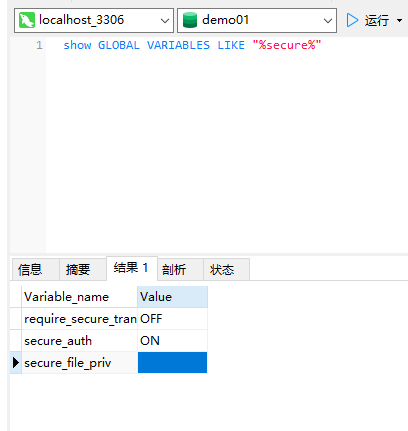 localhost_3306 demo01 运行
1 show GLOBAL VARIABLES LIKE "%secure%"
信息 摘要 结果 1 剖析 状态
Variable_name Value
require_secure_tran OFF
secure_auth ON
secure_file_priv